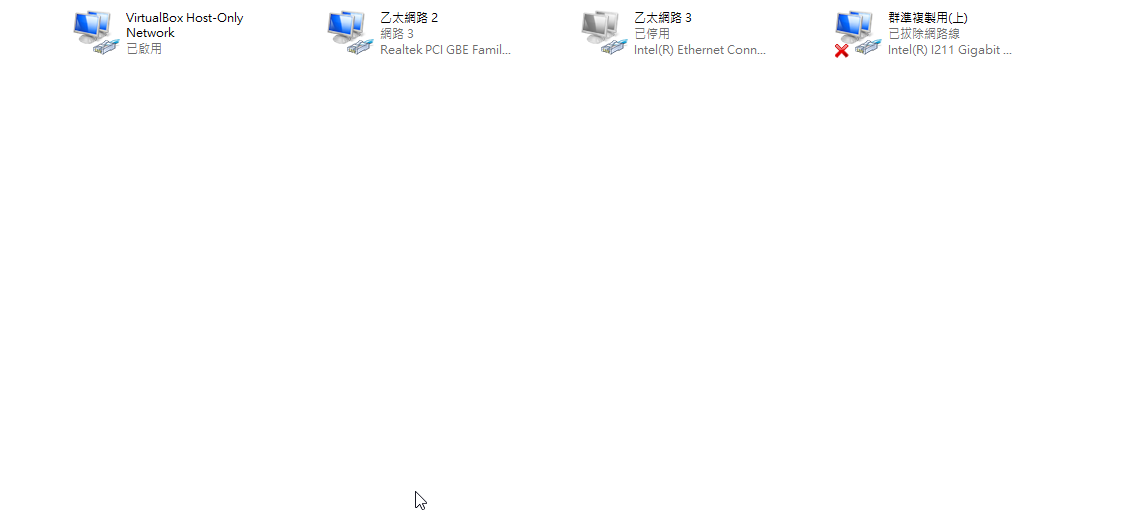 VirtualBox Host-Only
Network
已啟用
乙太網路 2
網路 3
Realtek PCI GBE Famil...
乙太網路 3
已停用
Intel(R) Ethernet Conn...
群準複製用(上)
已拔除網路線
Intel(R) I211 Gigabit ...